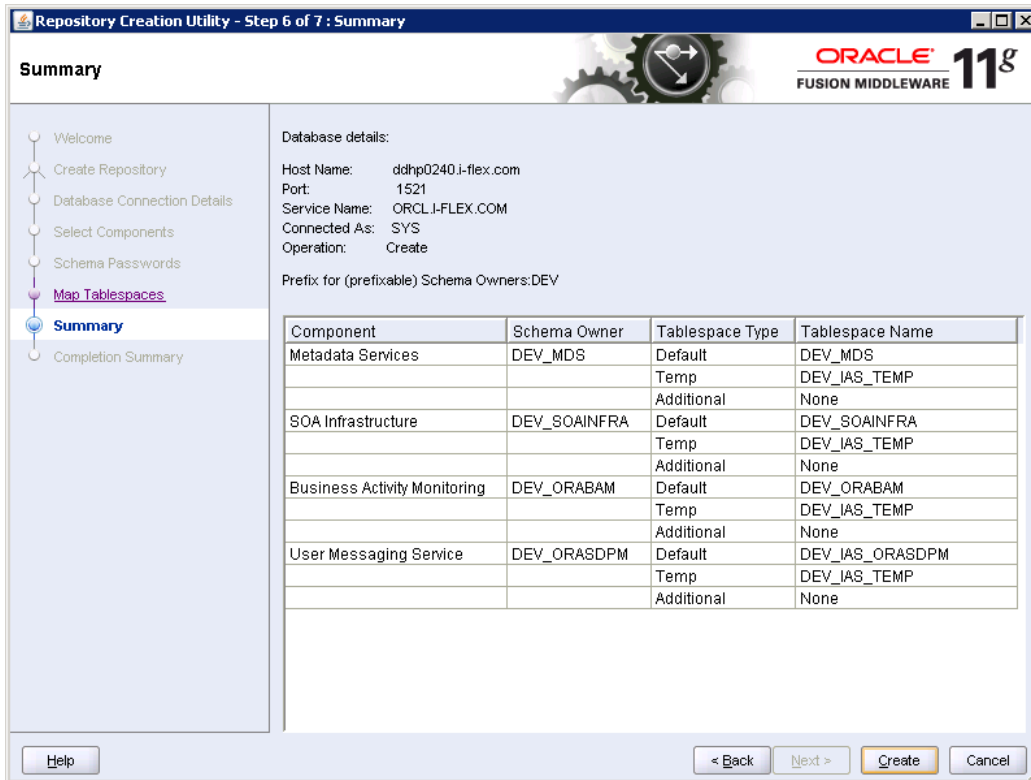 Repository Creation Utility - Step 6 of 7 : Summary
Summary
ORACLE
FUSION MIDDLEWARE
11g
Welcome
Create Repository
Database Connection Details
Select Components
Schema Passwords
Map Tablespaces
Summary
Completion Summary
Database details:
Host Name: ddhp0240.i-flex.com
Port: 1521
Service Name: ORCL.I-FLEX.COM
Connected As: SYS
Operation: Create
Prefix for (prefixable) Schema Owners:DEV
Component Schema Owner Tablespace Type Tablespace Name
Metadata Services DEV_MDS Default DEV_MDS
Temp DEV_IAS_TEMP
Additional None
SOA Infrastructure DEV_SOAINFRA Default DEV_SOAINFRA
Temp DEV_IAS_TEMP
Additional None
Business Activity Monitoring DEV_ORABAM Default DEV_ORABAM
Temp DEV_IAS_TEMP
Additional None
User Messaging Service DEV_ORASDPM Default DEV_IAS_ORASDPM
Temp DEV_IAS_TEMP
Additional None
Help < Back Next > Create Cancel